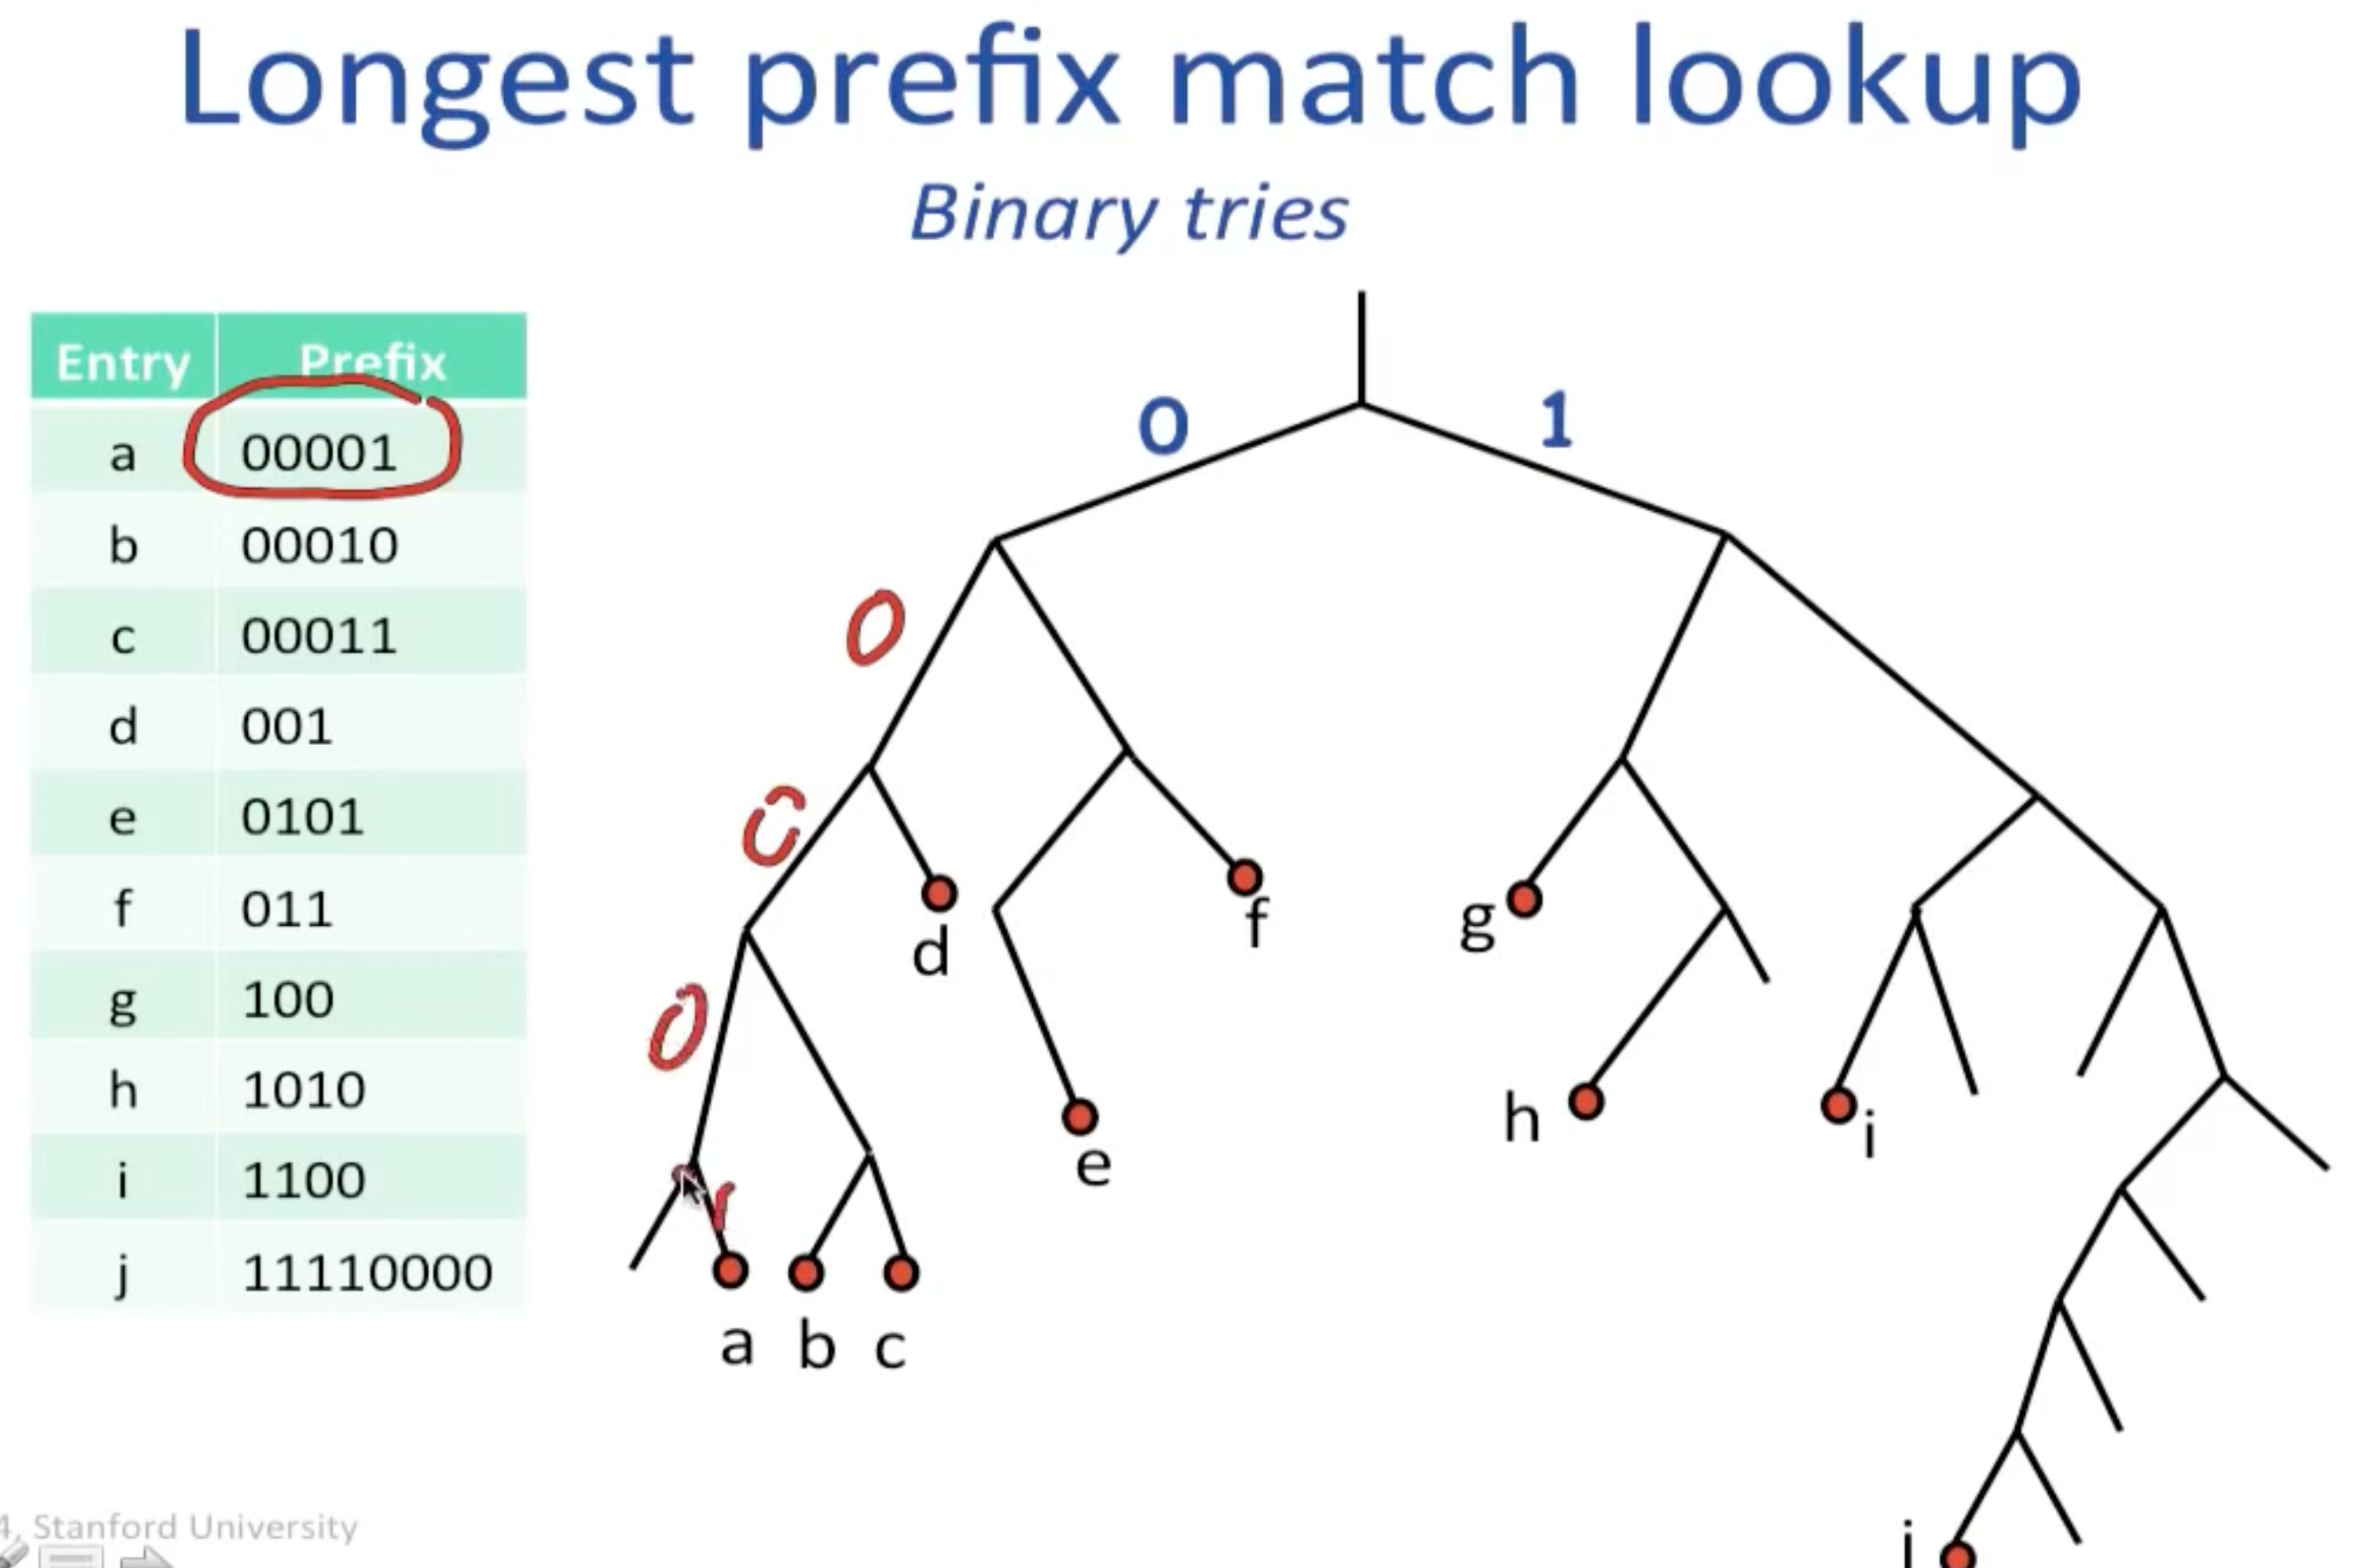 Longest prefix match lookup
Binary tries
Entry Prefix
a 00001
b 00010
c 00011
d 001
e 0101
f 011
g 100
h 1010
i 1100
j 11110000
0 1
0
0
0
1
d
f
g
e
h
i
a b c
j
4, Stanford University